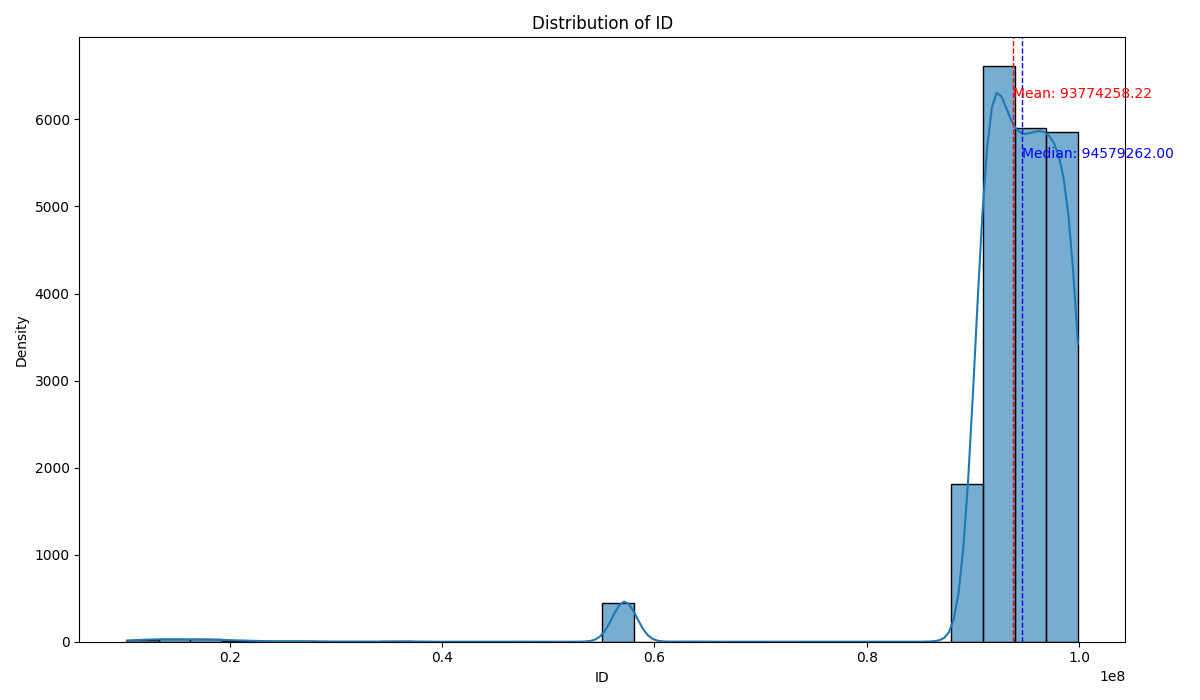 Distribution of ID
Mean: 93774258.22
Median: 94579262.00
Density
6000
5000
4000
3000
2000
1000
0
0.2 0.4 0.6 0.8 1.0
1e8
ID